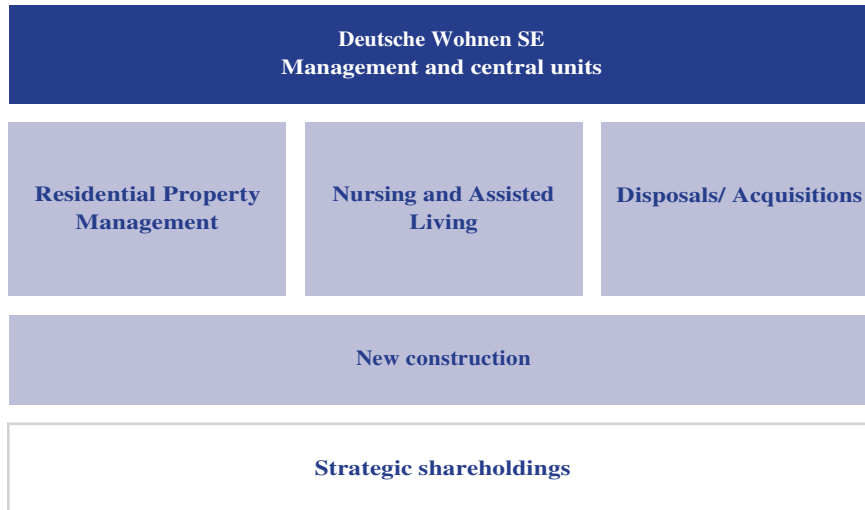 Deutsche Wohnen SE
Management and central units
Residential Property
Management
Nursing and Assisted
Living
Disposals/ Acquisitions
New construction
Strategic shareholdings